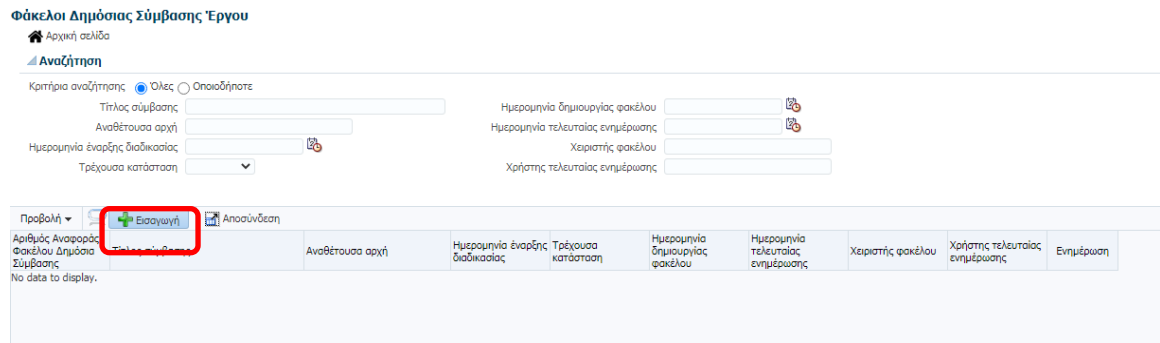 Φάκελοι Δημόσιας Σύμβασης Έργου
Αρχική σελίδα
Αναζήτηση
Κριτήρια αναζήτησης Όλες Οποιοδήποτε
Τίτλος σύμβασης
Ημερομηνία δημιουργίας φακέλου
Αναθέτουσα αρχή
Ημερομηνία τελευταίας ενημέρωσης
Ημερομηνία έναρξης διαδικασίας
Χειριστής φακέλου
Τρέχουσα κατάσταση
Χρήστης τελευταίας ενημέρωσης
Προβολή Εισαγωγή Αποσύνδεση
Αριθμός Αναφοράς
Φακέλου Δημόσια
Σύμβασης
Τίτλος σύμβασης
Αναθέτουσα αρχή
Ημερομηνία έναρξης
διαδικασίας
Τρέχουσα
κατάσταση
Ημερομηνία
δημιουργίας
φακέλου
Ημερομηνία
τελευταίας
ενημέρωσης
Χειριστής φακέλου
Χρήστης τελευταίας
ενημέρωσης
Ενημέρωση
No data to display.